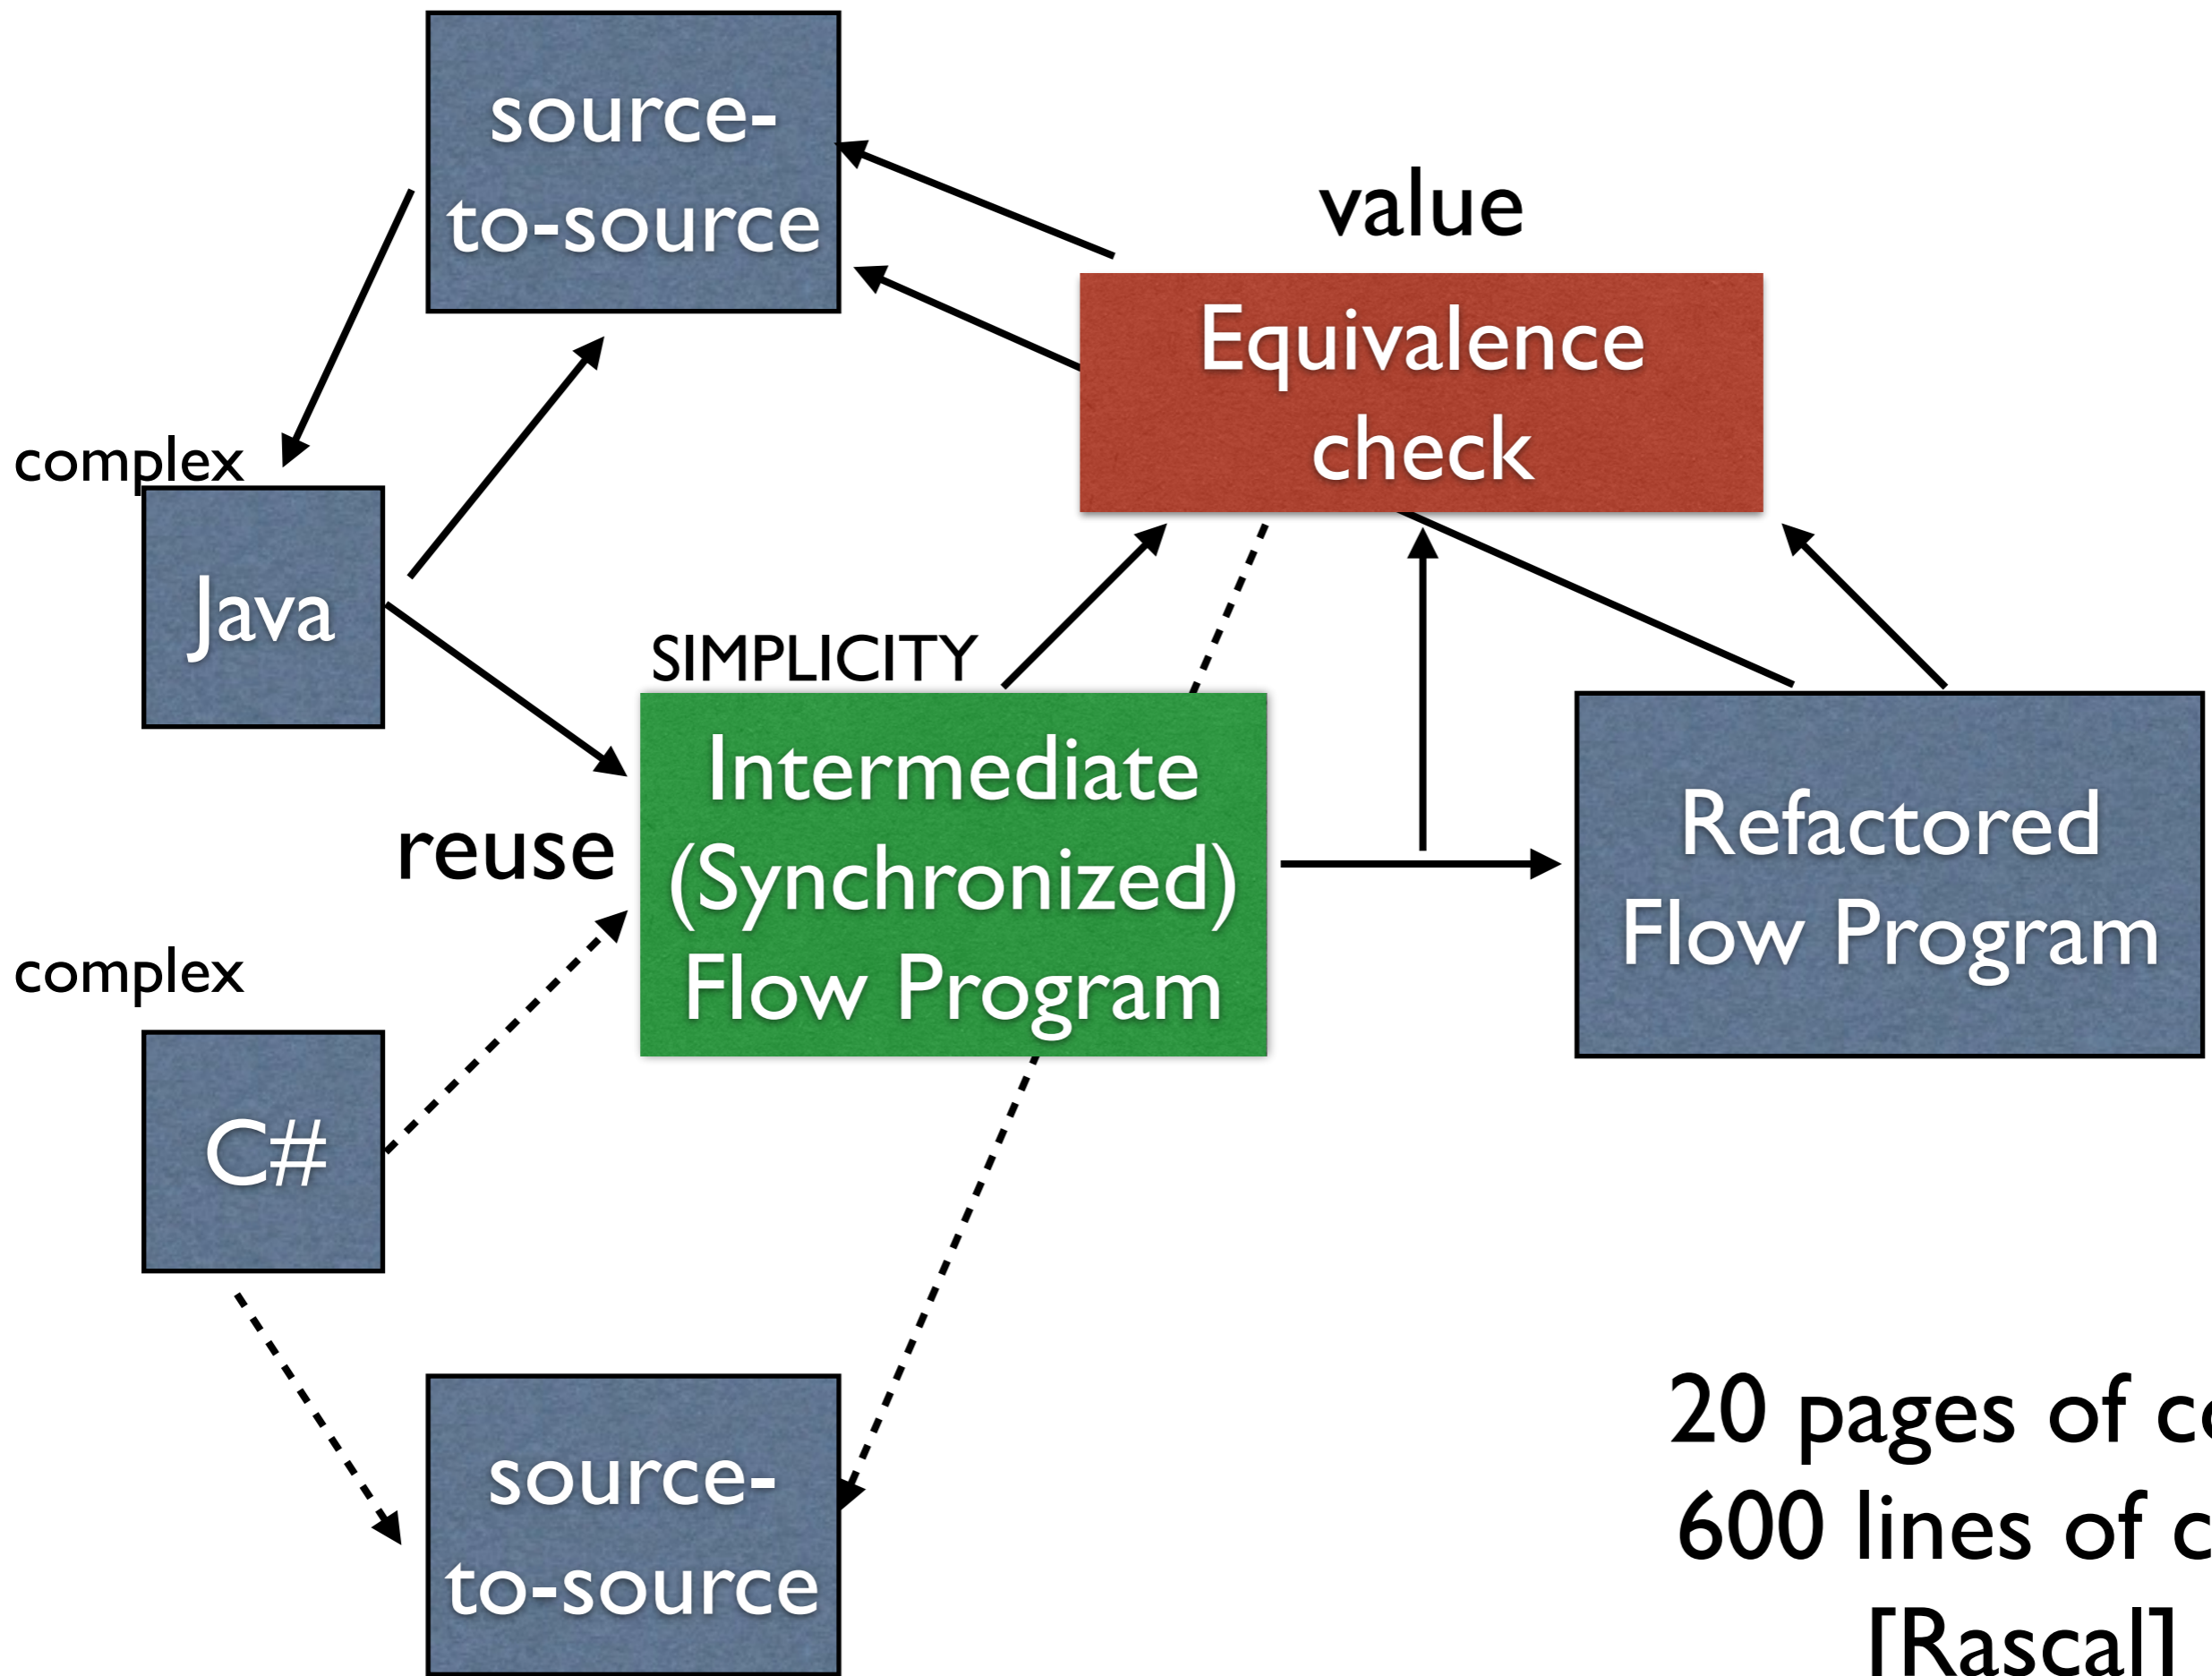 source-
to-source
value
Equivalence
check
complex
Java
SIMPLICITY
Intermediate
(Synchronized)
Flow Program
reuse
Refactored
Flow Program
complex
C#
source-
to-source
20 pages of
600 lines of
[Rascal]